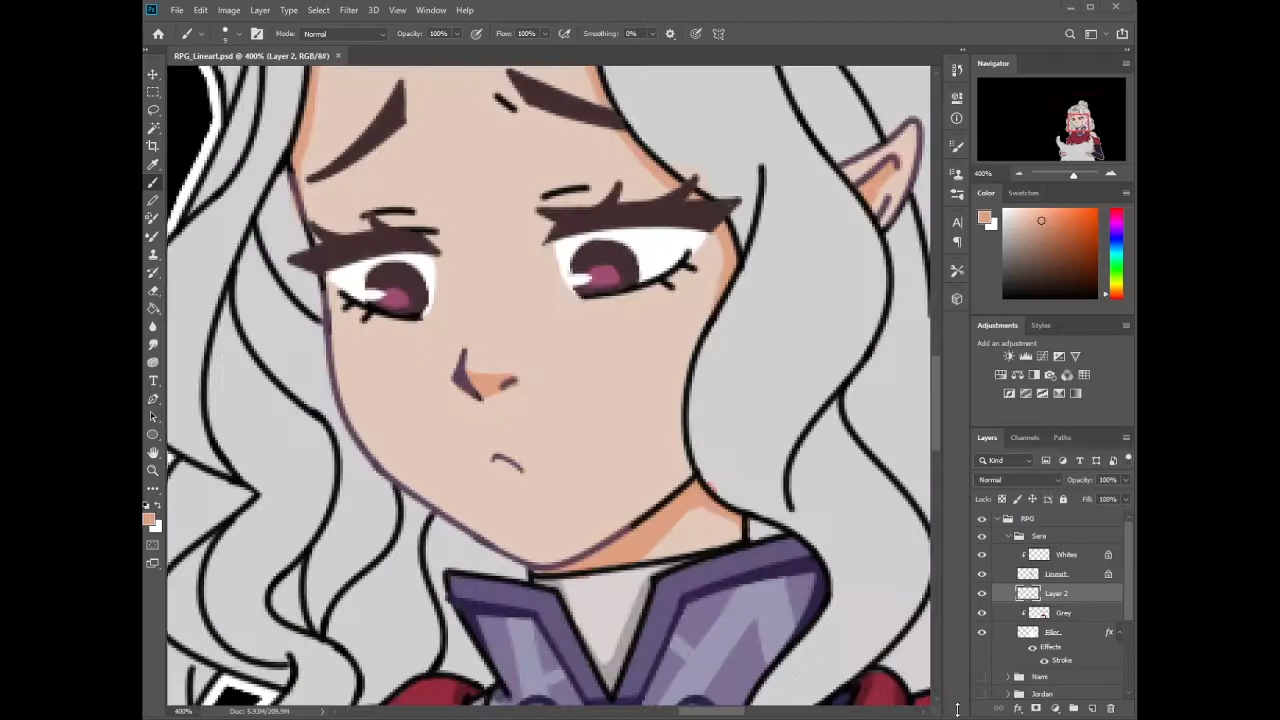 Ps File Edit Image Layer Type Select Filter 3D View Window Help
9 Mode: Normal Opacity: 100% Flow: 100% Smoothing: 0%
RPG_Lineart.psd @ 400% (Layer 2, RGB/8#) ×
Navigator
400%
Color Swatches
Adjustments Styles
Add an adjustment
Layers Channels Paths
Kind
Normal Opacity: 100%
Lock: Fill: 100%
RPG
Sere
Whites
Lineart
Layer 2
Grey
Filler fx
Effects
Stroke
Nami
Jordan
400% Doc: 5.93M/209.9M